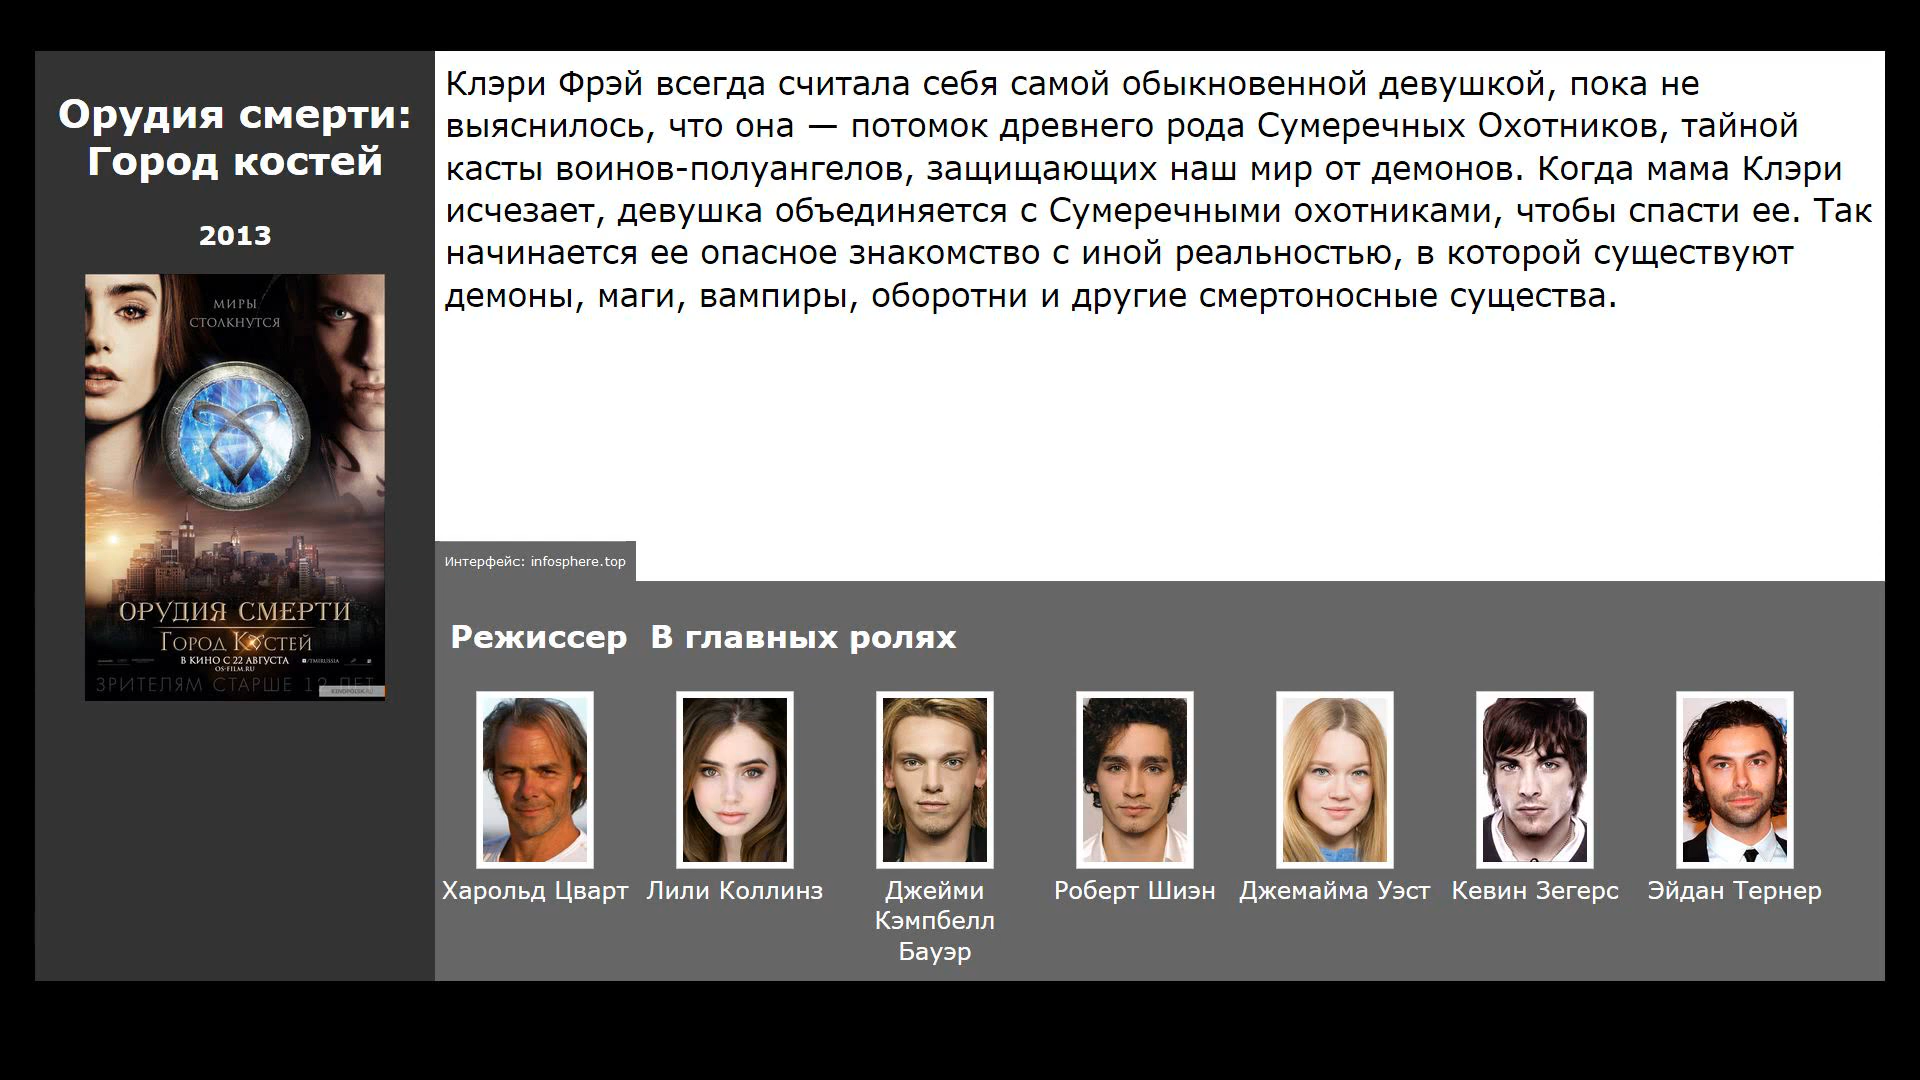 Орудия смерти:
Город костей
2013
МИРЫ
СТОЛКНУТСЯ
ОРУДИЯ СМЕРТИ
ГОРОД КОСТЕЙ
В КИНО С 22 АВГУСТА
OS-FILM.RU
ЗРИТЕЛЯМ СТАРШЕ 12 ЛЕТ
Клэри Фрэй всегда считала себя самой обыкновенной девушкой, пока не
выяснилось, что она — потомок древнего рода Сумеречных Охотников, тайной
касты воинов-полуангелов, защищающих наш мир от демонов. Когда мама Клэри
исчезает, девушка объединяется с Сумеречными охотниками, чтобы спасти ее. Так
начинается ее опасное знакомство с иной реальностью, в которой существуют
демоны, маги, вампиры, оборотни и другие смертоносные существа.
Интерфейс: infosphere.top
Режиссер В главных ролях
Харольд Цварт
Лили Коллинз
Джейми
Кэмпбелл
Бауэр
Роберт Шиэн
Джемайма Уэст
Кевин Зегерс
Эйдан Тернер